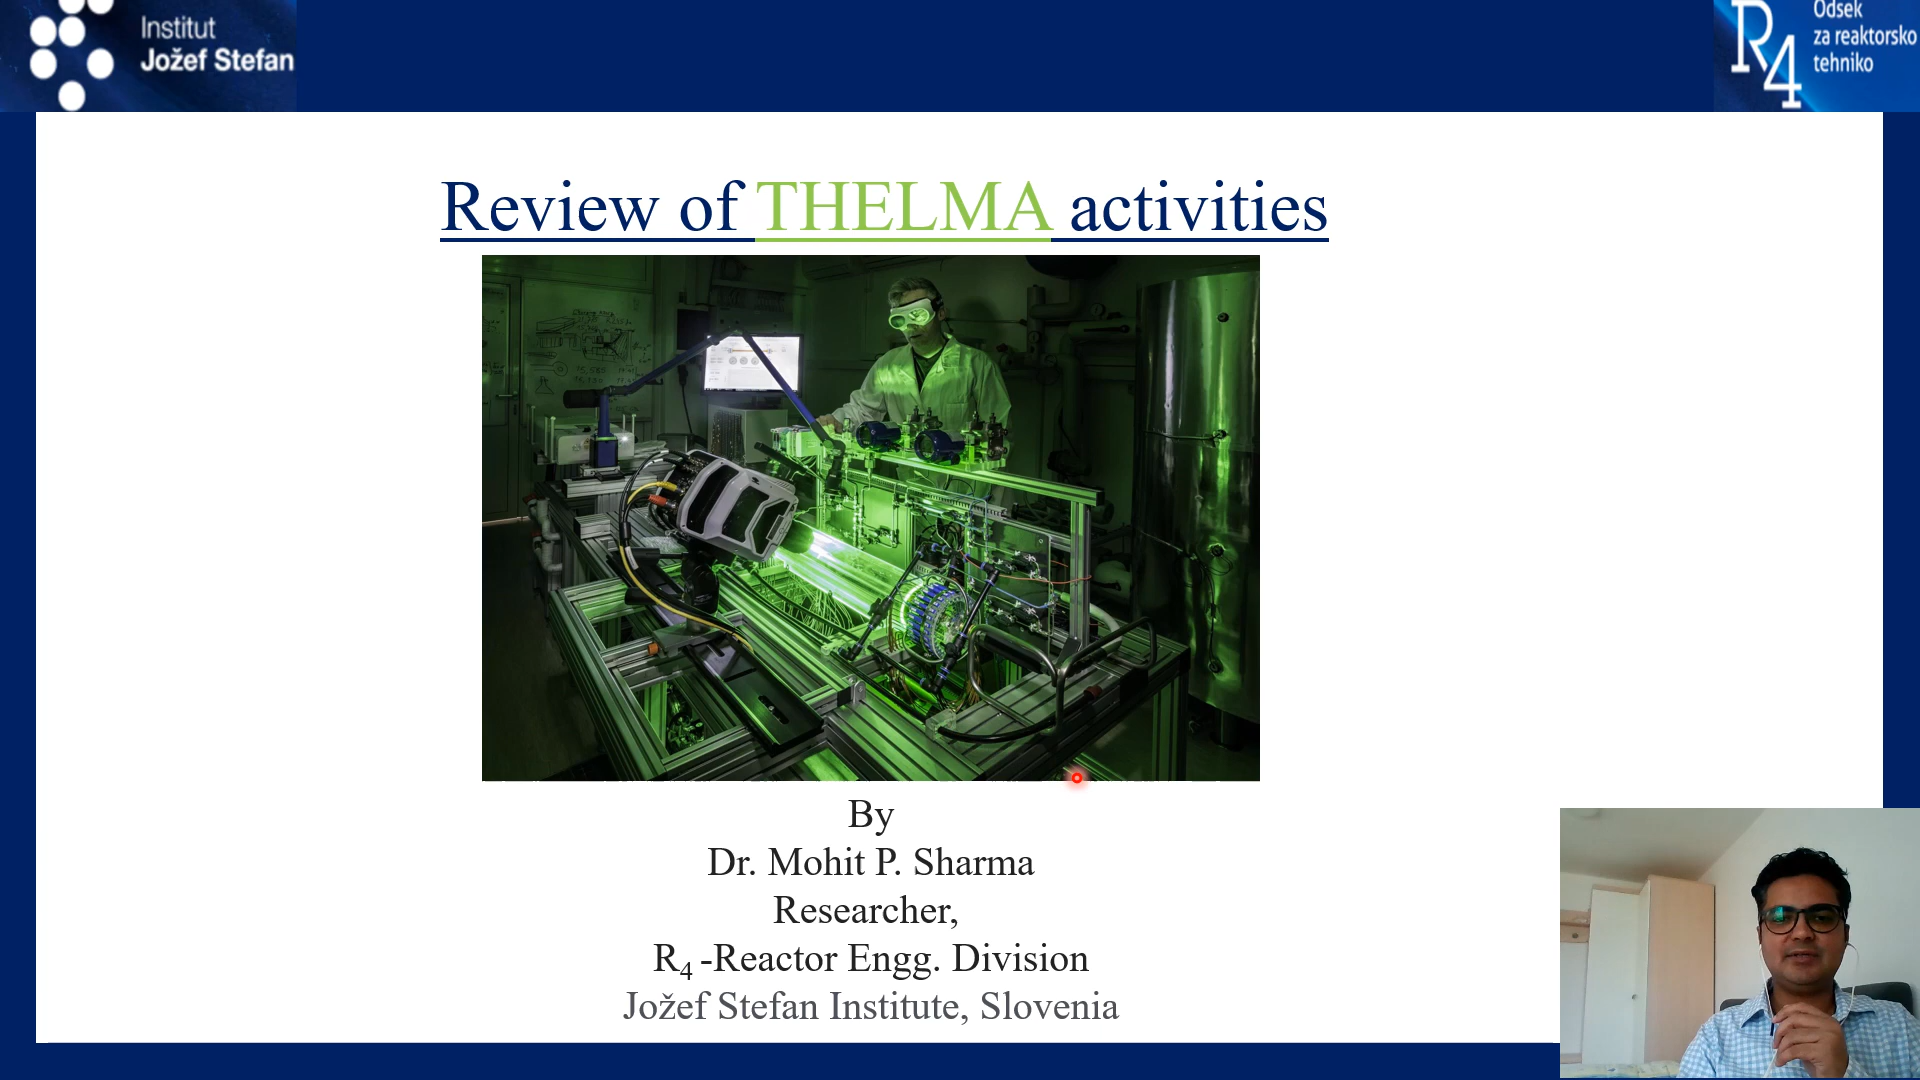 Institut
Jožef Stefan
R4
Odsek
za reaktorsko
tehniko
Review of THELMA activities
By
Dr. Mohit P. Sharma
Researcher,
R4 -Reactor Engg. Division
Jožef Stefan Institute, Slovenia